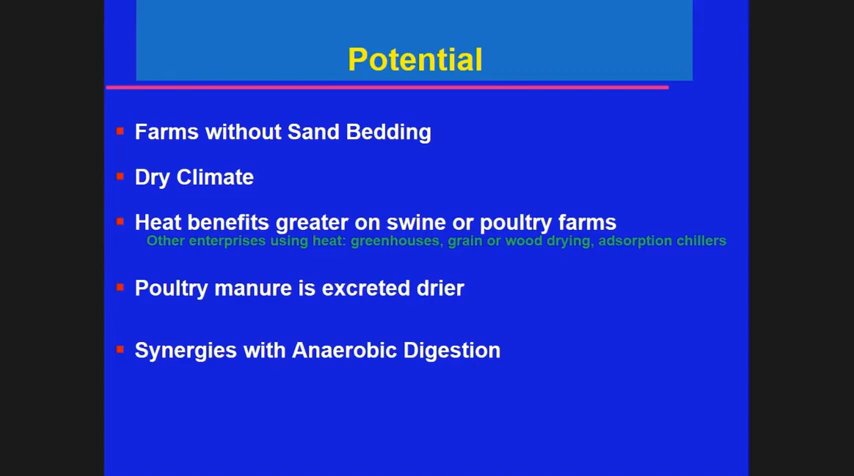 Potential
Farms without Sand Bedding
Dry Climate
Heat benefits greater on swine or poultry farms
Other enterprises using heat: greenhouses, grain or wood drying, adsorption chillers
Poultry manure is excreted drier
Synergies with Anaerobic Digestion